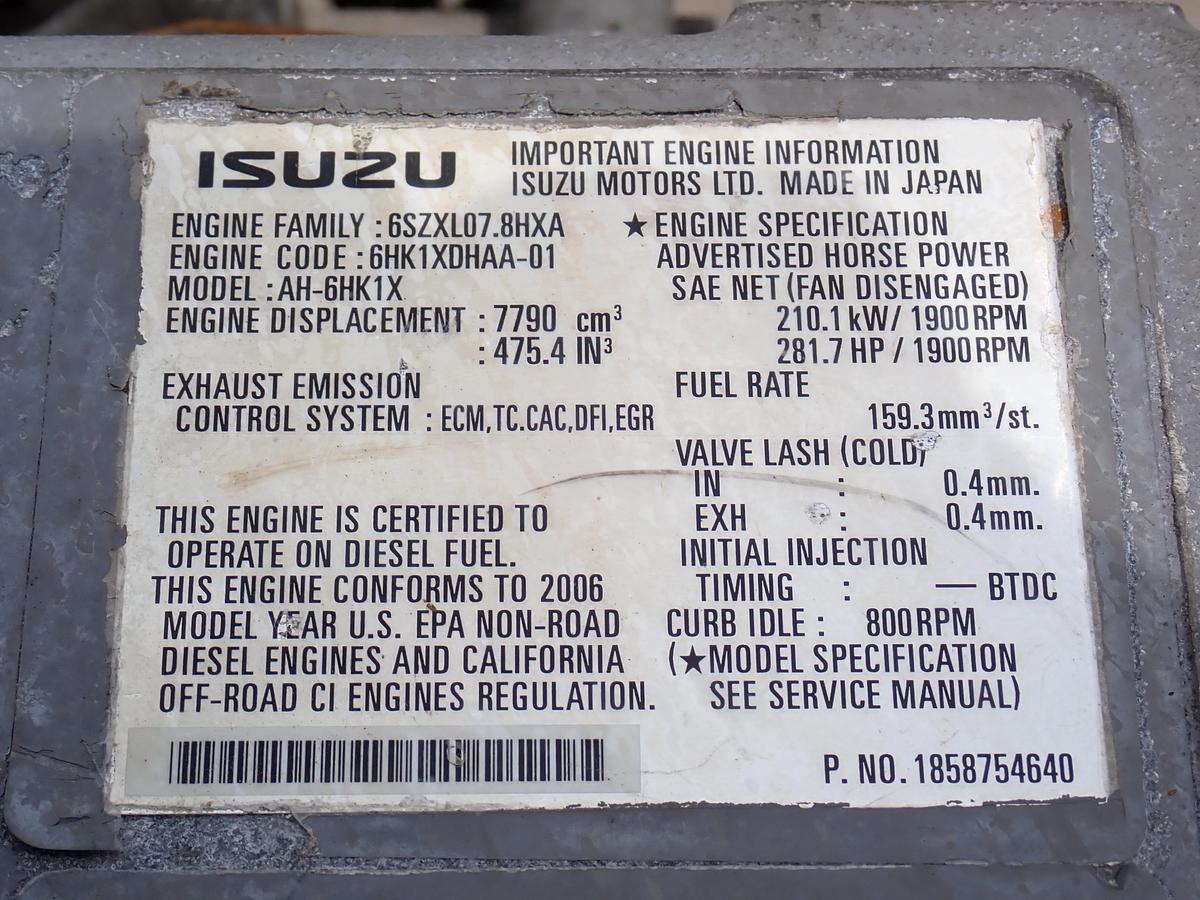 ISUZU
IMPORTANT ENGINE INFORMATION
ISUZU MOTORS LTD. MADE IN JAPAN
ENGINE FAMILY : 6SZXL07.8HXA
ENGINE CODE : 6HK1XDHAA-01
MODEL : AH-6HK1X
ENGINE DISPLACEMENT : 7790 cm³
: 475.4 IN³
EXHAUST EMISSION
CONTROL SYSTEM : ECM,TC.CAC,DFI,EGR
THIS ENGINE IS CERTIFIED TO
OPERATE ON DIESEL FUEL.
THIS ENGINE CONFORMS TO 2006
MODEL YEAR U.S. EPA NON-ROAD
DIESEL ENGINES AND CALIFORNIA
OFF-ROAD CI ENGINES REGULATION.
★ ENGINE SPECIFICATION
ADVERTISED HORSE POWER
SAE NET (FAN DISENGAGED)
210.1 kW/ 1900 RPM
281.7 HP / 1900 RPM
FUEL RATE
159.3mm³/st.
VALVE LASH (COLD)
IN : 0.4mm.
EXH : 0.4mm.
INITIAL INJECTION
TIMING : — BTDC
CURB IDLE : 800RPM
(★MODEL SPECIFICATION
SEE SERVICE MANUAL)
P. NO. 1858754640